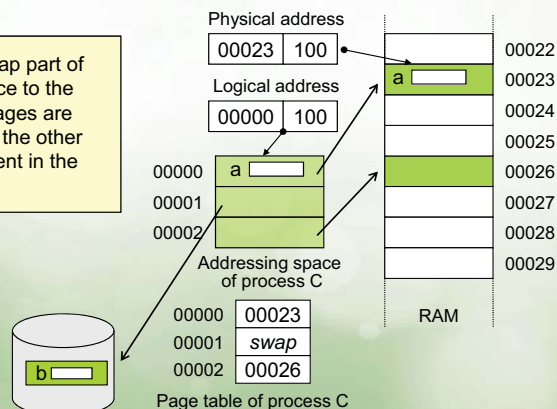 ap part of
ce to the
ages are
the other
ent in the
Physical address
00023 100
Logical address
00000 100
a
00000
00001
00002
Addressing space
of process C
00000 00023
00001 swap
00002 00026
Page table of process C
b
a
00022
00023
00024
00025
00026
00027
00028
00029
RAM